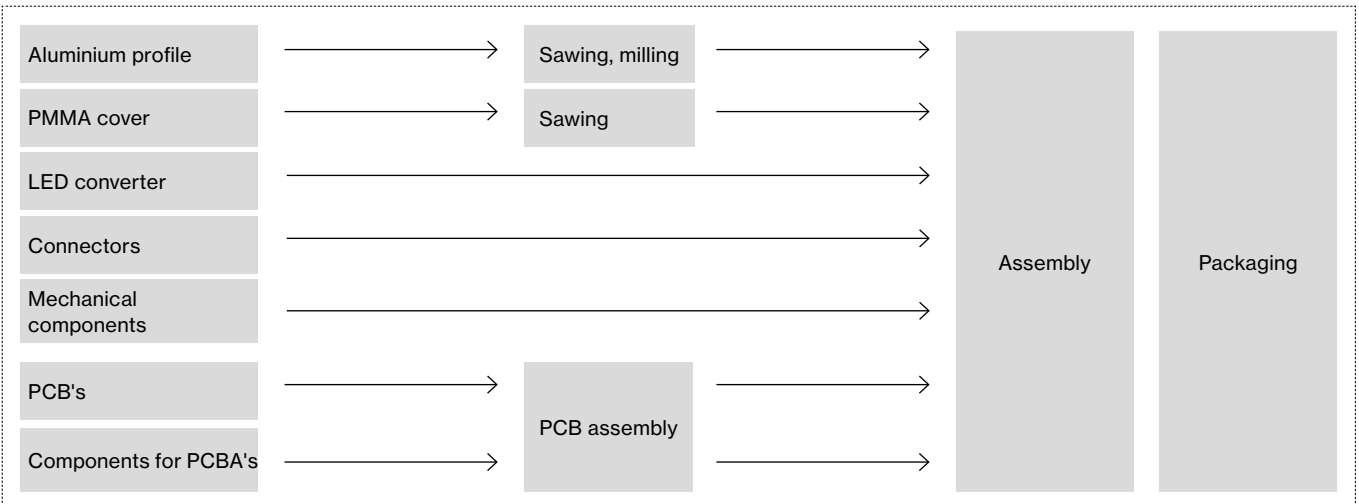 Aluminium profile
Sawing, milling
PMMA cover
Sawing
LED converter
Connectors
Assembly
Packaging
Mechanical
components
PCB's
PCB assembly
Components for PCBA's